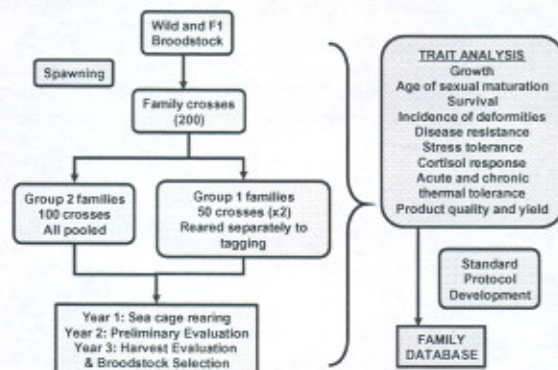 Wild and F1
Broodstock
Spawning
Family crosses
(200)
Group 2 families
100 crosses
All pooled
Group 1 families
50 crosses (x2)
Reared separately to
tagging
Year 1: Sea cage rearing
Year 2: Preliminary Evaluation
Year 3: Harvest Evaluation
& Broodstock Selection
TRAIT ANALYSIS
Growth
Age of sexual maturation
Survival
Incidence of deformities
Disease resistance
Stress tolerance
Cortisol response
Acute and chronic
thermal tolerance
Product quality and yield
Standard
Protocol
Development
FAMILY
DATABASE